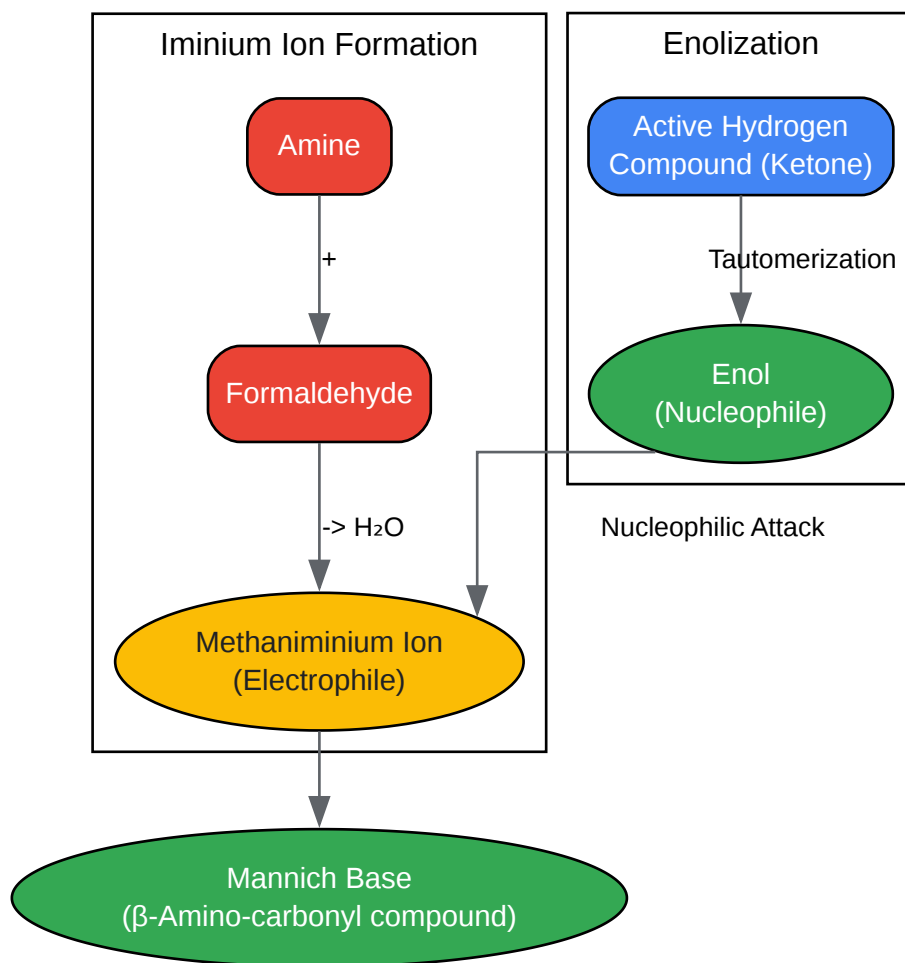 Iminium Ion Formation
Amine
+
Formaldehyde
-> H₂O
Methaniminium Ion
(Electrophile)
Enolization
Active Hydrogen
Compound (Ketone)
Tautomerization
Enol
(Nucleophile)
Nucleophilic Attack
Mannich Base
(β-Amino-carbonyl compound)